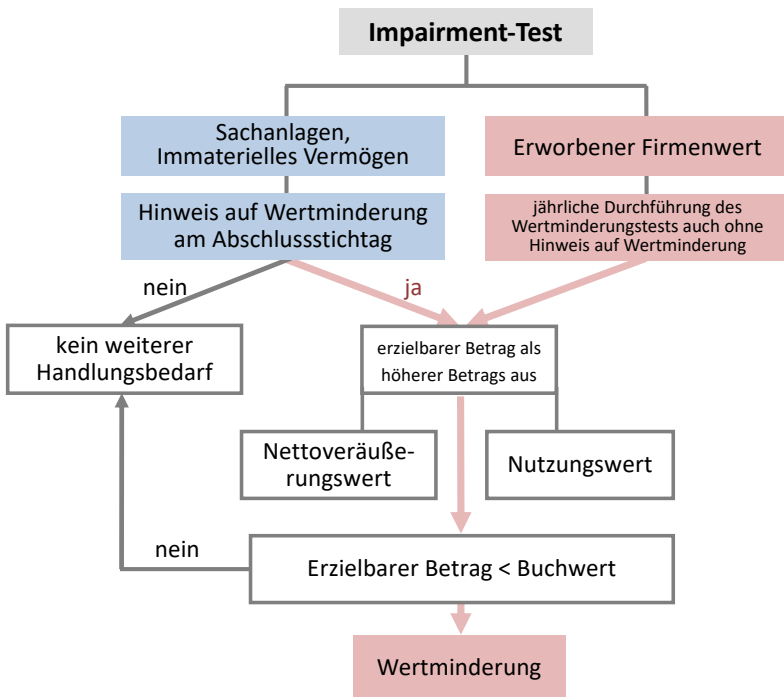 Impairment-Test
Sachanlagen,
Immaterielles Vermögen
Erworbener Firmenwert
Hinweis auf Wertminderung
am Abschlussstichtag
jährliche Durchführung des
Wertminderungstests auch ohne
Hinweis auf Wertminderung
nein
ja
kein weiterer
Handlungsbedarf
erzielbarer Betrag als
höherer Betrags aus
Nettoveräuße-
rungswert
Nutzungswert
nein
Erzielbarer Betrag < Buchwert
Wertminderung